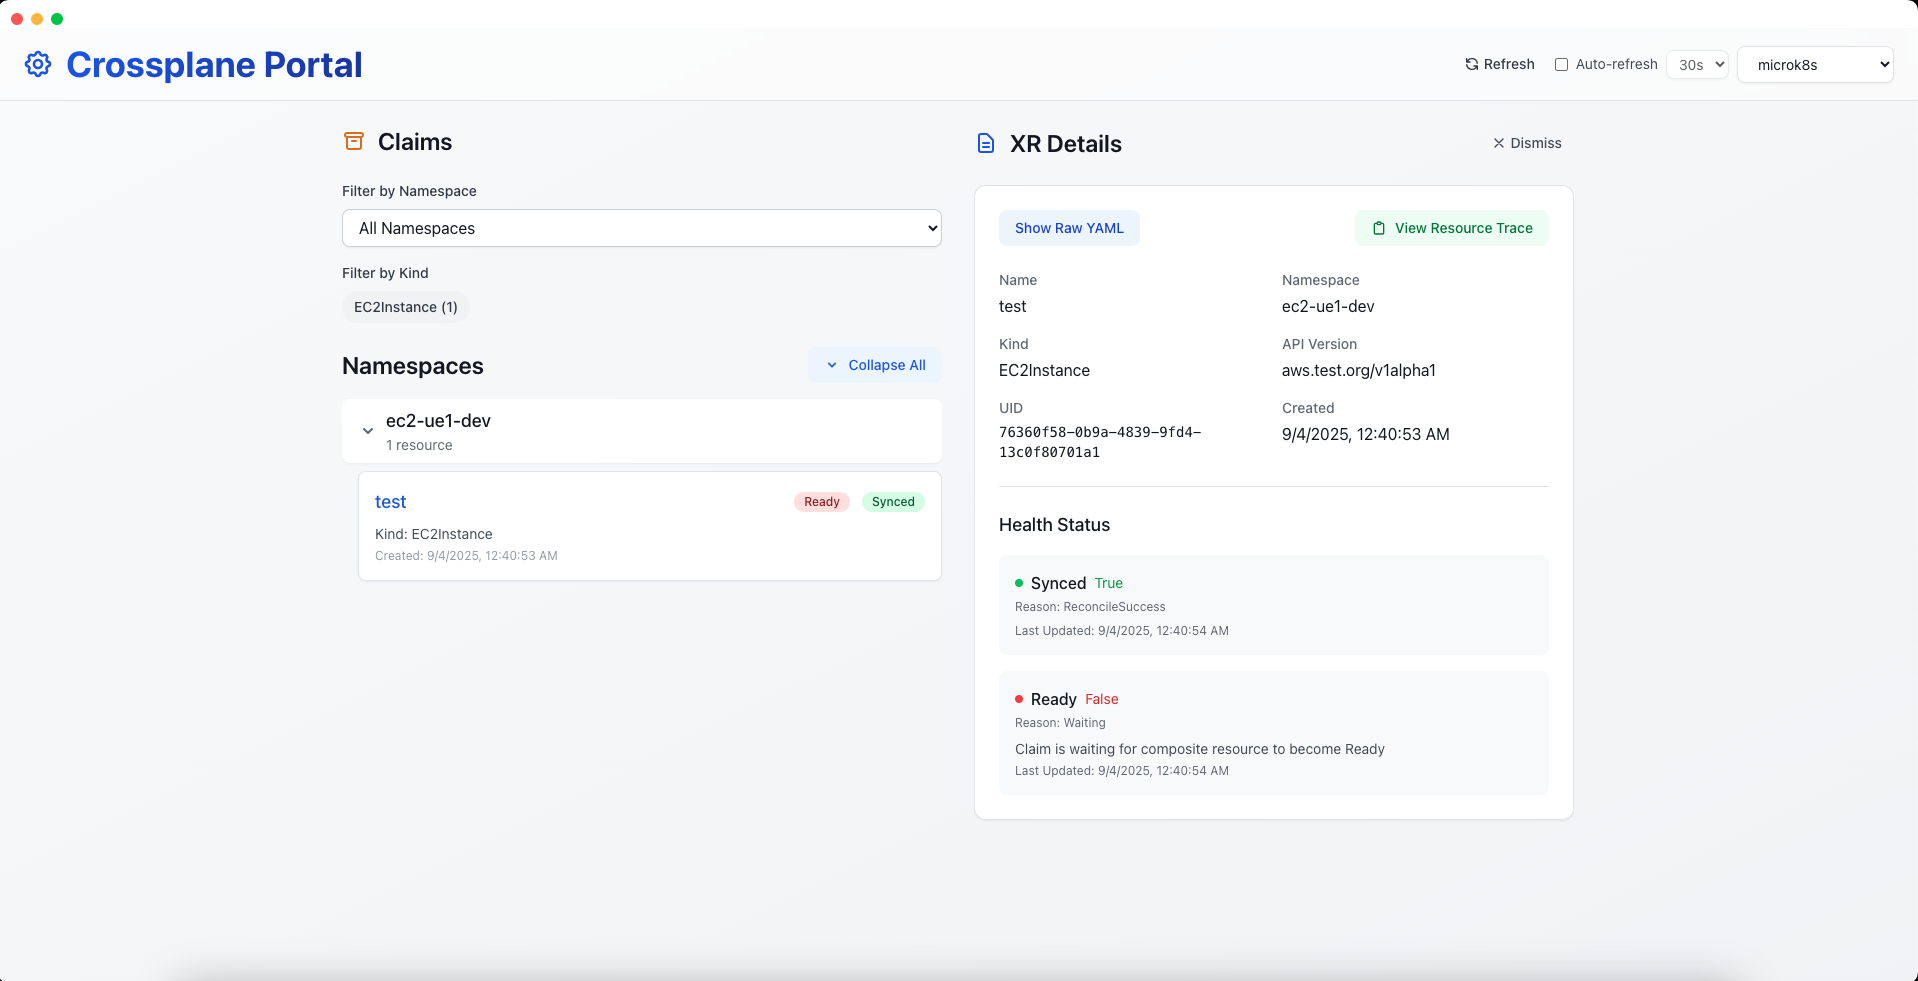 Crossplane Portal
Refresh
Auto-refresh
30s
microk8s
Claims
Filter by Namespace
All Namespaces
Filter by Kind
EC2Instance (1)
Namespaces
Collapse All
ec2-ue1-dev
1 resource
test
Ready
Synced
Kind: EC2Instance
Created: 9/4/2025, 12:40:53 AM
XR Details
Dismiss
Show Raw YAML
View Resource Trace
Name
test
Namespace
ec2-ue1-dev
Kind
EC2Instance
API Version
aws.test.org/v1alpha1
UID
76360f58-0b9a-4839-9fd4-
13c0f80701a1
Created
9/4/2025, 12:40:53 AM
Health Status
Synced True
Reason: ReconcileSuccess
Last Updated: 9/4/2025, 12:40:54 AM
Ready False
Reason: Waiting
Claim is waiting for composite resource to become Ready
Last Updated: 9/4/2025, 12:40:54 AM